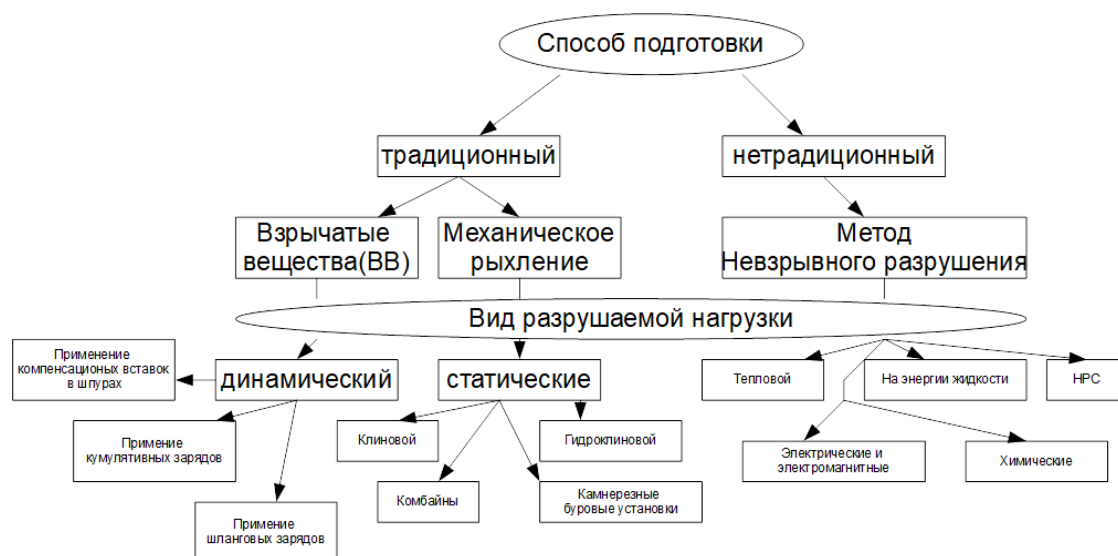 Способ подготовки
традиционный
нетрадиционный
Взрычатые
вещества(ВВ)
Механическое
рыхление
Метод
Невзрывного разрушения
Вид разрушаемой нагрузки
Применение
компенсационых вставок
в шпурах
динамический
статические
Тепловой
На энергии жидкости
НРС
Примение
кумулятивных зарядов
Клиновой
Гидроклиновой
Электрические и
электромагнитные
Химические
Комбайны
Камнерезные
буровые установки
Примение
шланговых зарядов